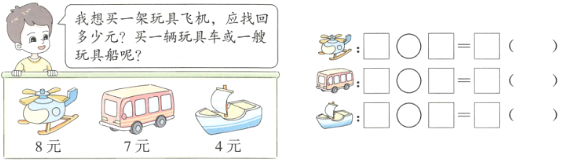 我想买一架玩具飞机，应找回
多少元？买一辆玩具车或一艘
玩具船呢？
8 元
7 元
4 元
: □ ○ □ = □ （ ）
: □ ○ □ = □ （ ）
: □ ○ □ = □ （ ）